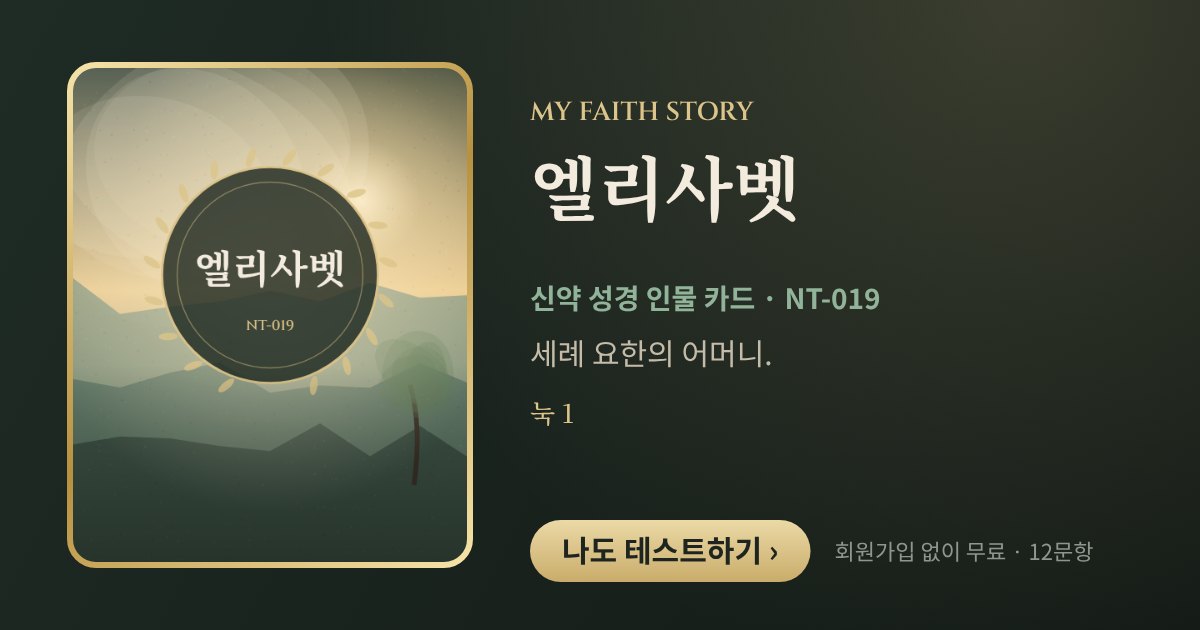 엘리사벳
NT-019
MY FAITH STORY
엘리사벳
신약 성경 인물 카드 · NT-019
세례 요한의 어머니.
눅 1
나도 테스트하기 ›
회원가입 없이 무료 · 12문항